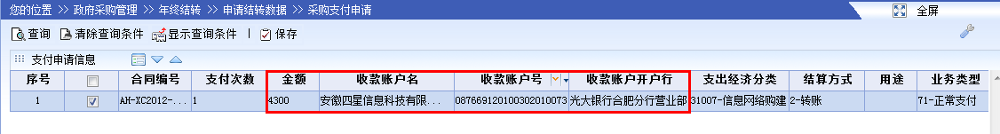 您的位置 >> 政府采购管理 >> 年终结转 >> 申请结转数据 >> 采购支付申请 全屏
查询 清除查询条件 显示查询条件 | 保存
支付申请信息
序号 合同编号 支付次数 金额 收款账户名 收款账户号 收款账户开户行 支出经济分类 结算方式 用途 业务类型
1 AH-XC2012-... 1 4300 安徽四星信息科技有限... 087669120100302010073 光大银行合肥分行营业部 31007-信息网络购建 2-转账 71-正常支付